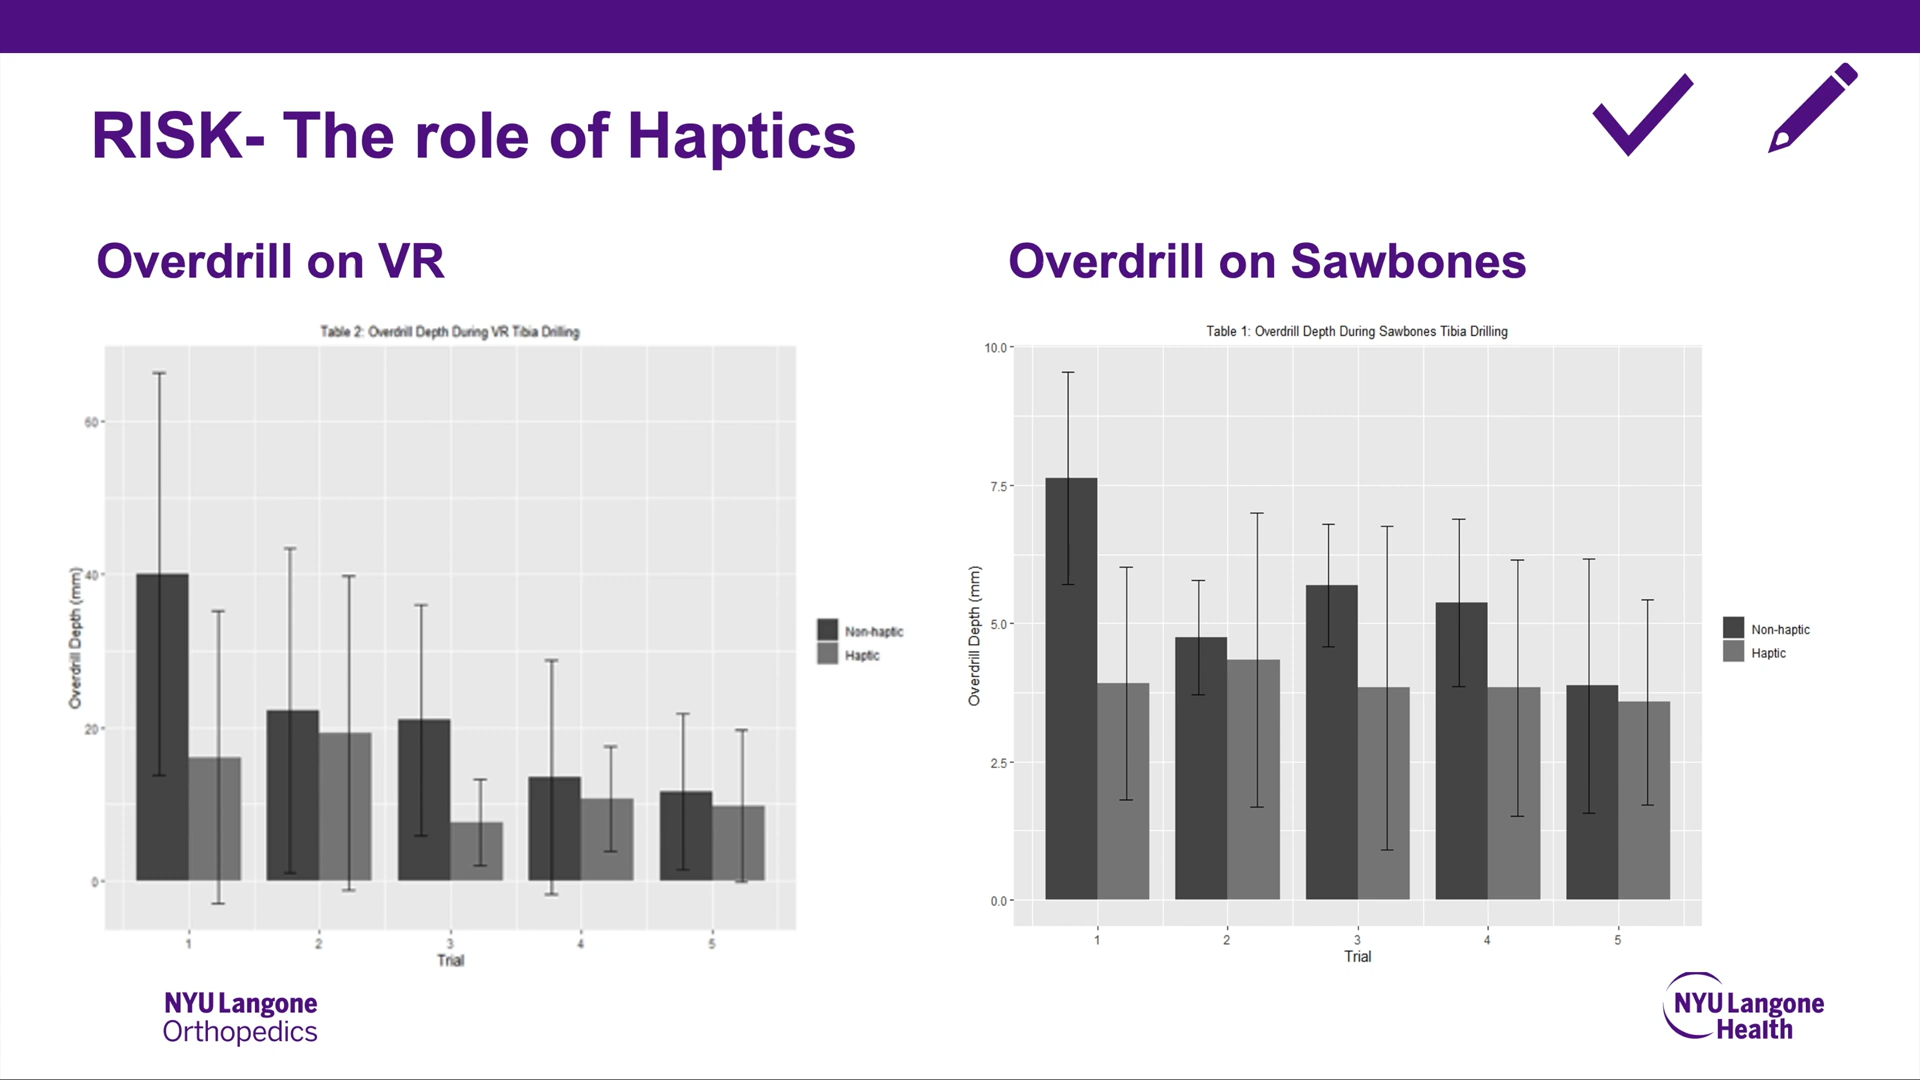 RISK- The role of Haptics
Overdrill on VR
Table 2: Overdrill Depth During VR Tibia Drilling
60
40
20
0
Overdrill Depth (mm)
1 2 3 4 5
Trial
Non-haptic
Haptic
Overdrill on Sawbones
Table 1: Overdrill Depth During Sawbones Tibia Drilling
10.0
7.5
5.0
2.5
0.0
Overdrill Depth (mm)
1 2 3 4 5
Trial
Non-haptic
Haptic
NYU Langone
Orthopedics
NYU Langone
Health